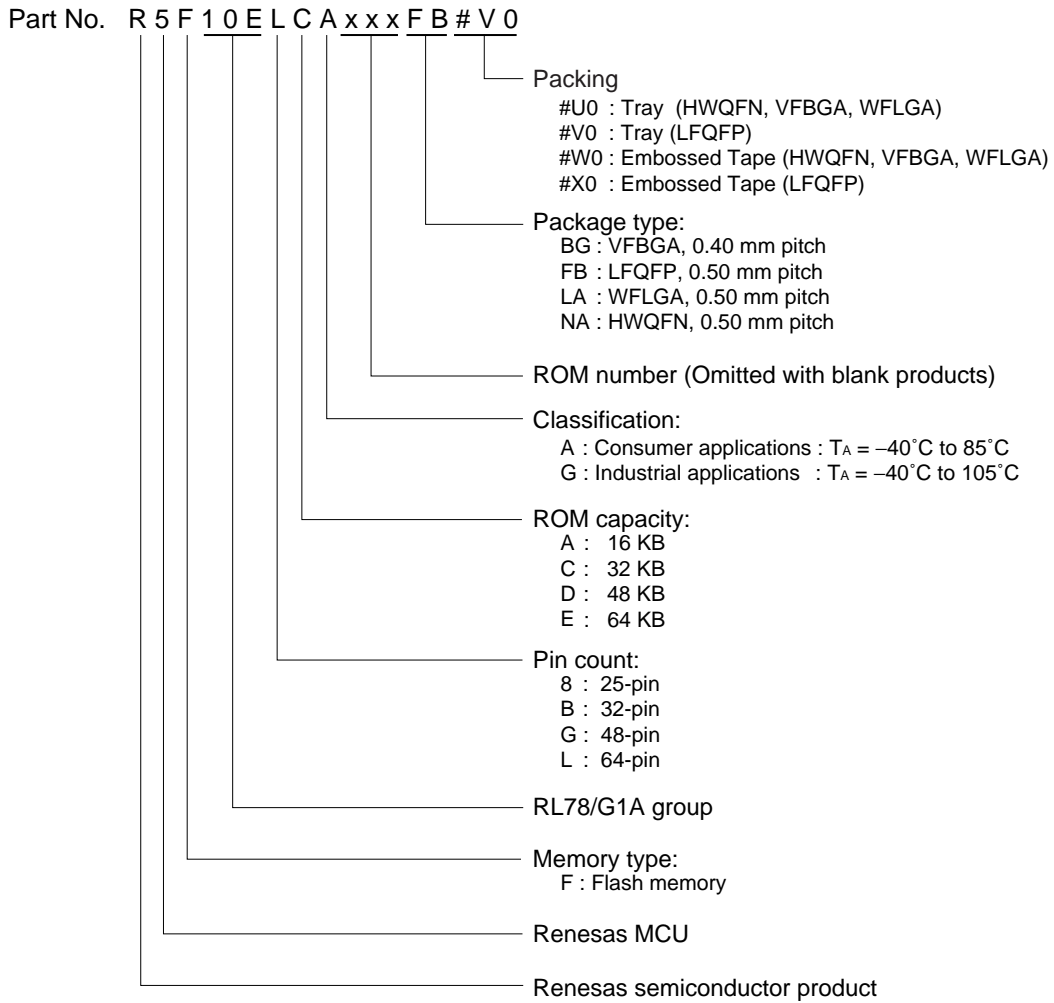 Part No. R 5 F 1 0 E L C A x x x F B # V 0
Packing
#U0 : Tray (HWQFN, VFBGA, WFLGA)
#V0 : Tray (LFQFP)
#W0 : Embossed Tape (HWQFN, VFBGA, WFLGA)
#X0 : Embossed Tape (LFQFP)
Package type:
BG : VFBGA, 0.40 mm pitch
FB : LFQFP, 0.50 mm pitch
LA : WFLGA, 0.50 mm pitch
NA : HWQFN, 0.50 mm pitch
ROM number (Omitted with blank products)
Classification:
A : Consumer applications : TA = −40˚C to 85˚C
G : Industrial applications : TA = −40˚C to 105˚C
ROM capacity:
A : 16 KB
C : 32 KB
D : 48 KB
E : 64 KB
Pin count:
8 : 25-pin
B : 32-pin
G : 48-pin
L : 64-pin
RL78/G1A group
Memory type:
F : Flash memory
Renesas MCU
Renesas semiconductor product